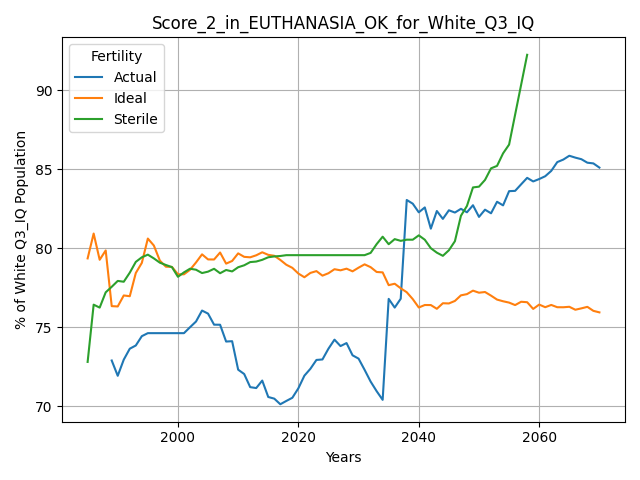 Score_2_in_EUTHANASIA_OK_for_White_Q3_IQ
Fertility
Actual
Ideal
Sterile
% of White Q3_IQ Population
90
85
80
75
70
2000
2020
2040
2060
Years